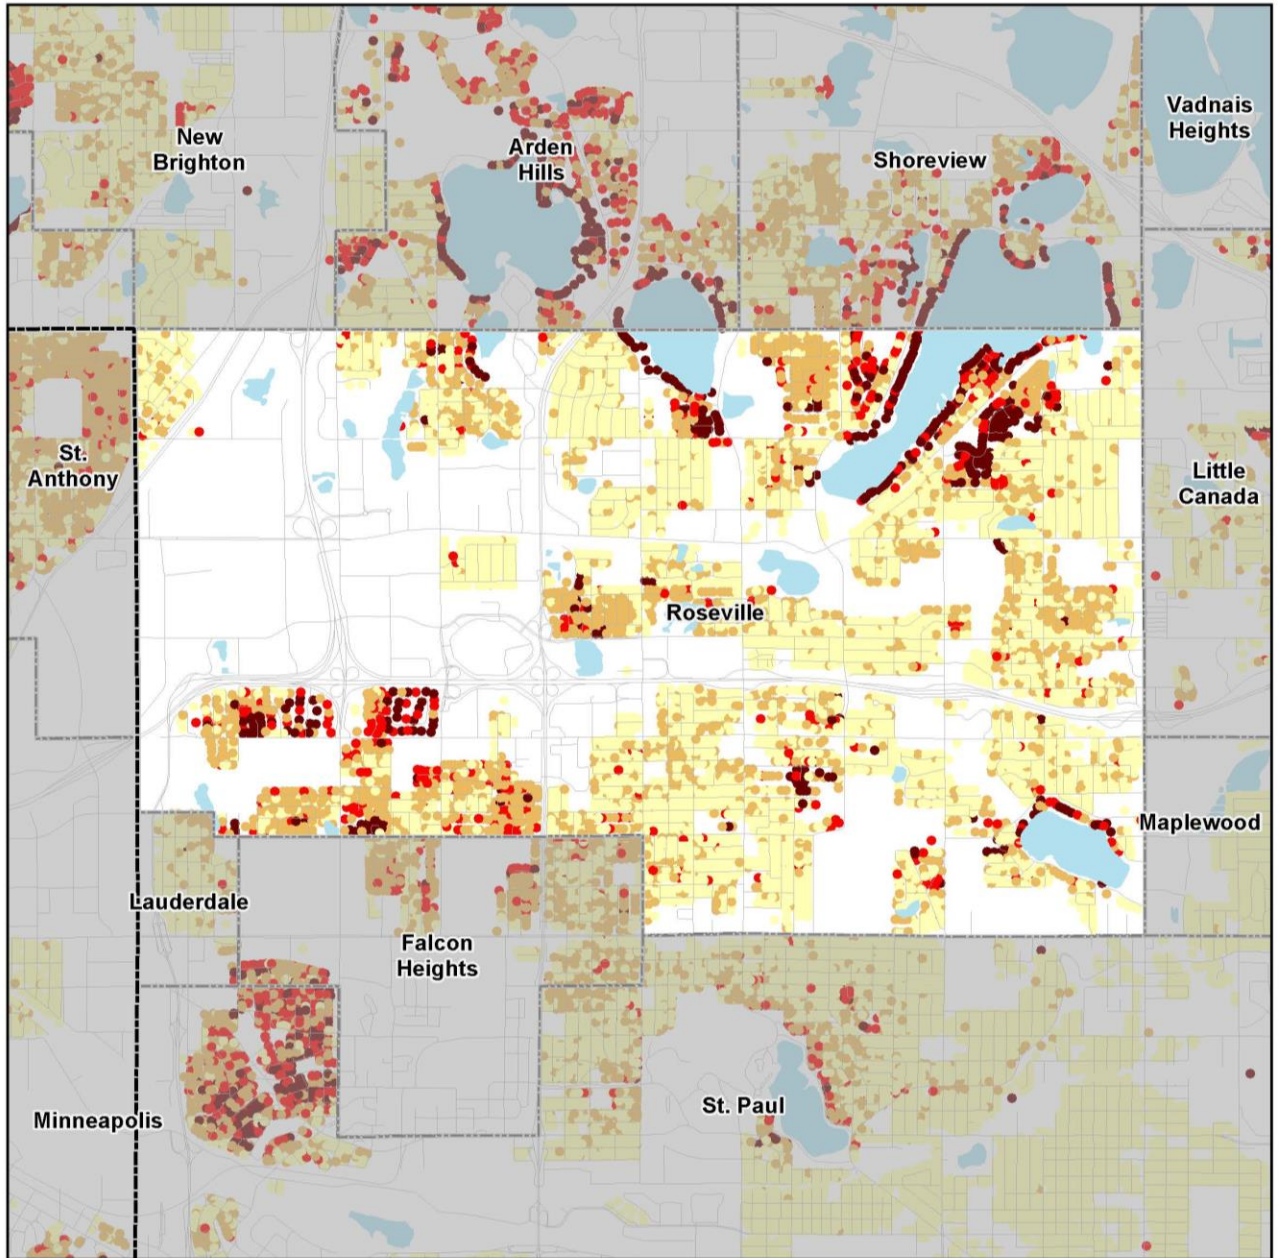 Vadnais
Heights
New
Brighton
Arden
Hills
Shoreview
St.
Anthony
Little
Canada
Roseville
Maplewood
Lauderdale
Falcon
Heights
Minneapolis
St. Paul